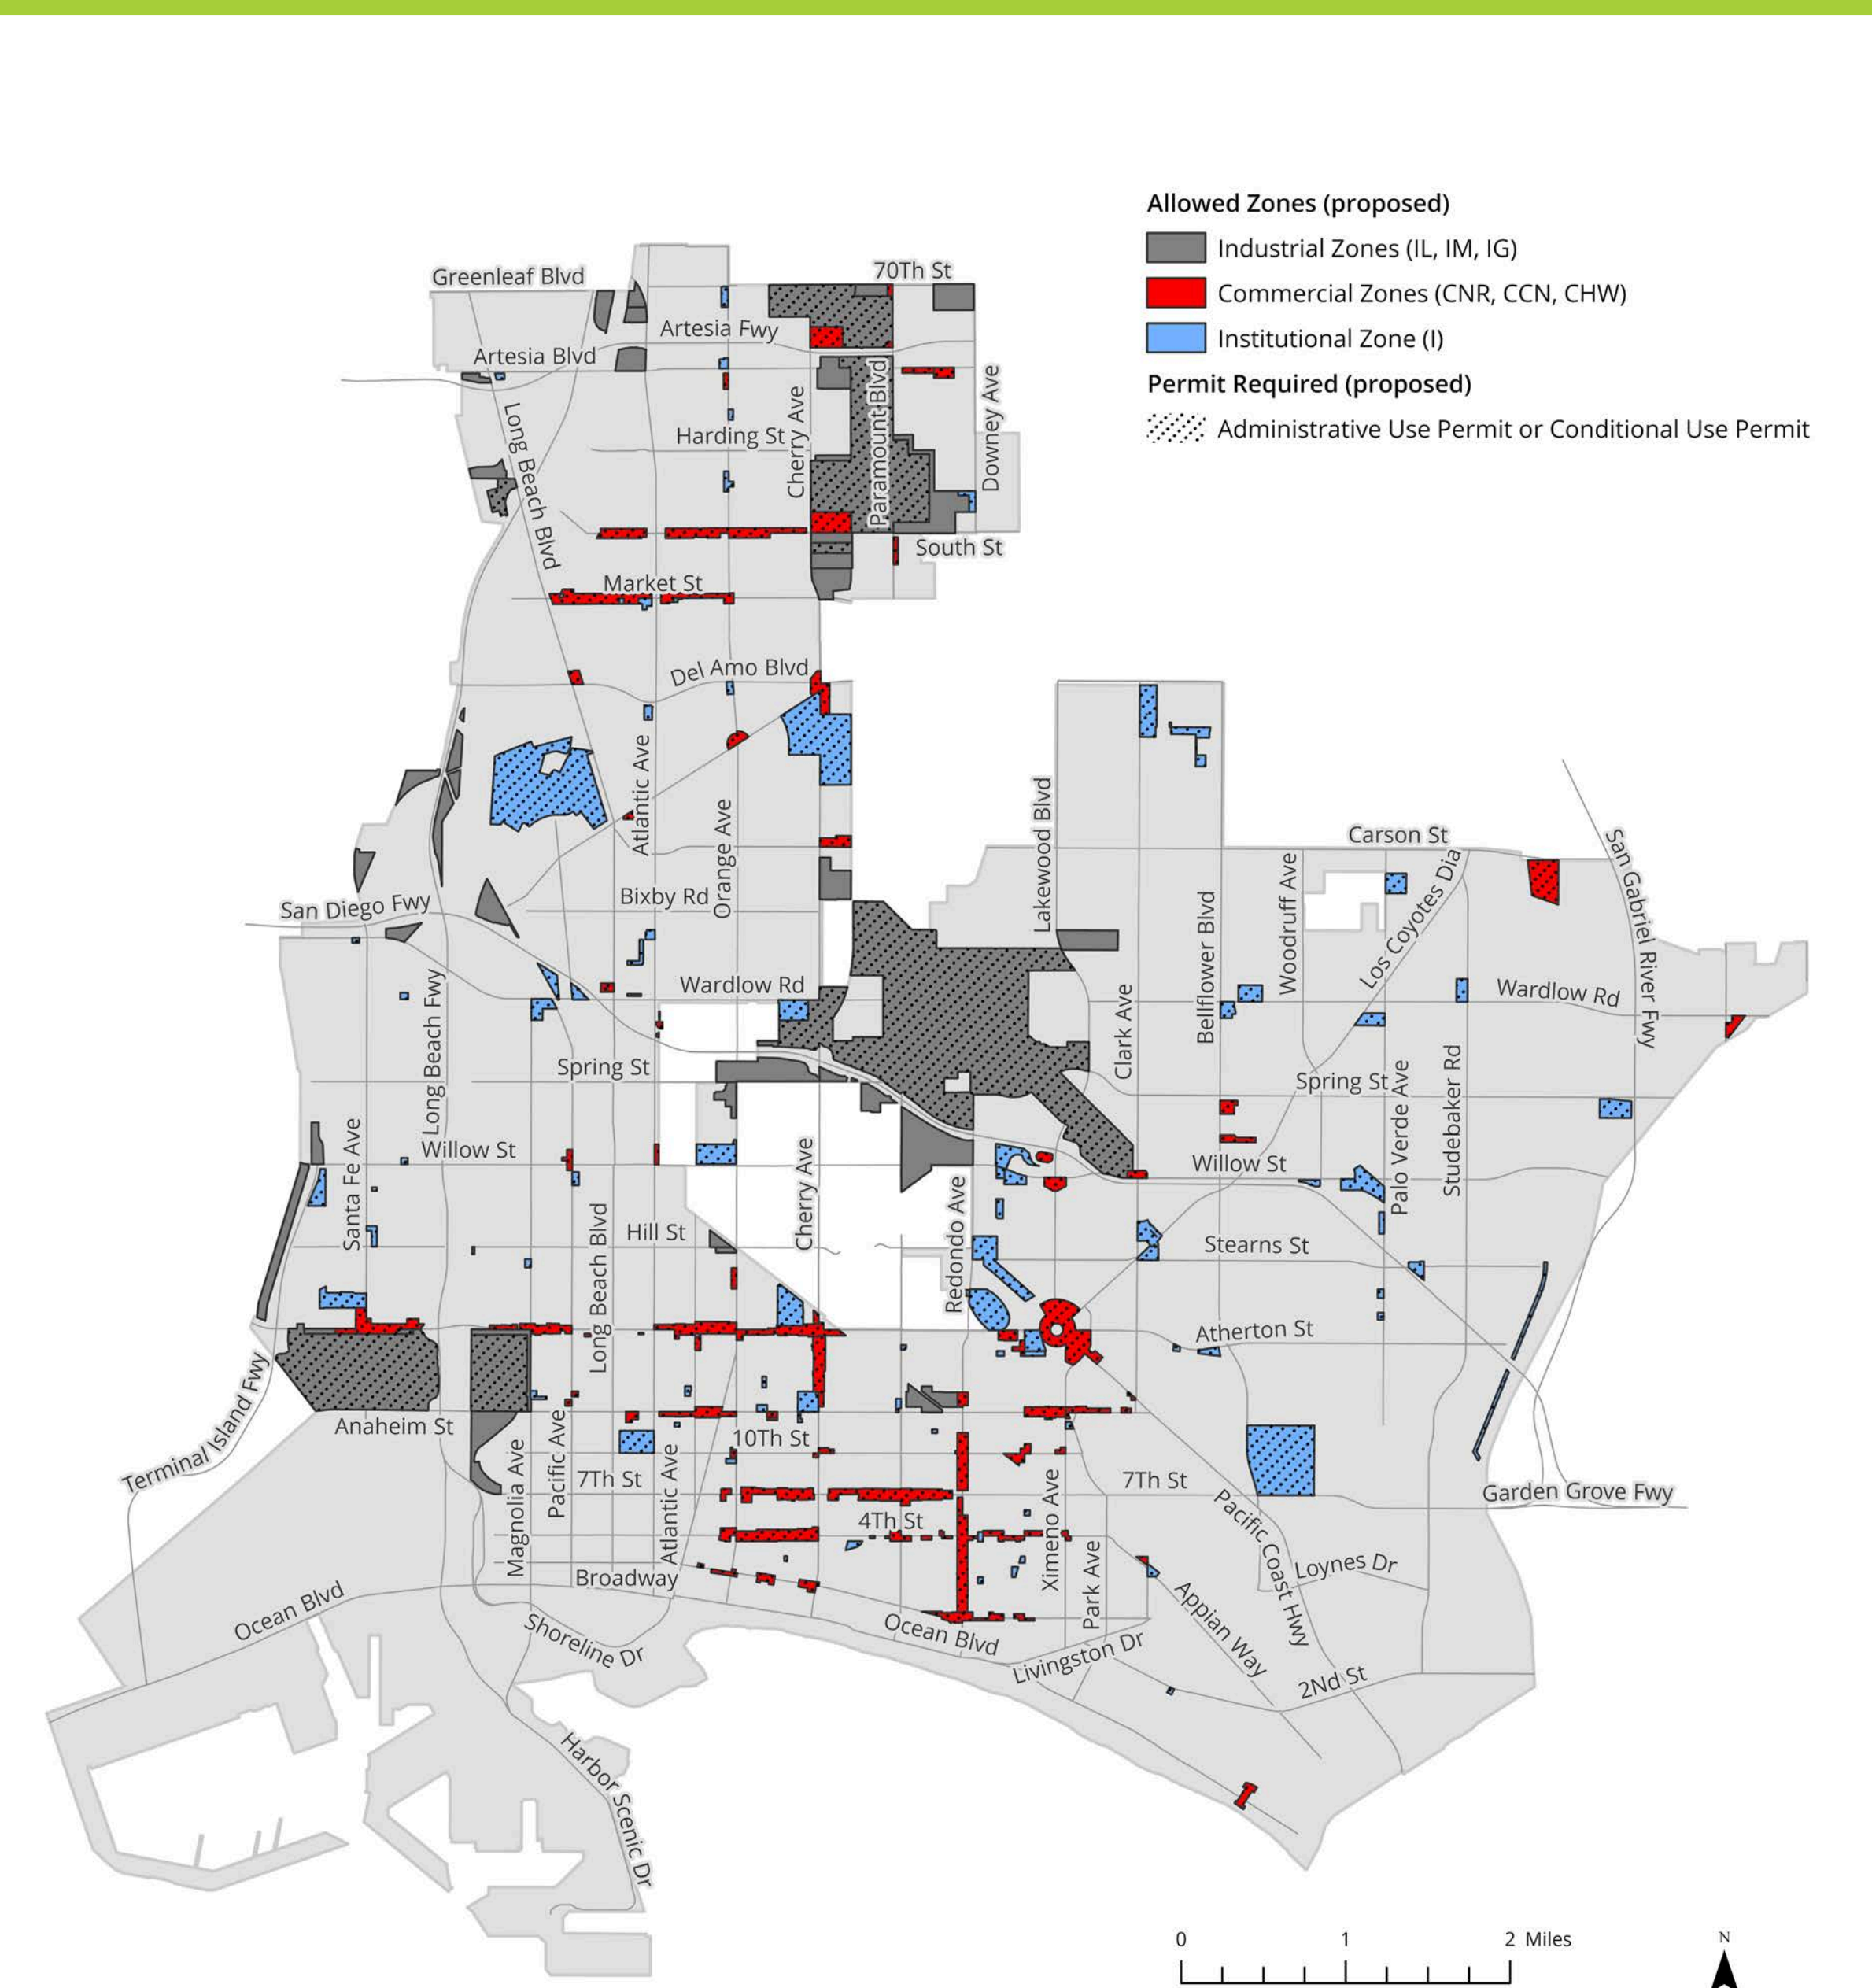 Allowed Zones (proposed)
Industrial Zones (IL, IM, IG)
Commercial Zones (CNR, CCN, CHW)
Institutional Zone (I)
Permit Required (proposed)
Administrative Use Permit or Conditional Use Permit
Greenleaf Blvd
70Th St
Artesia Fwy
Artesia Blvd
Long Beach Blvd
Harding St
Cherry Ave
Paramount Blvd
Downey Ave
South St
Market St
Del Amo Blvd
Atlantic Ave
Orange Ave
Lakewood Blvd
Carson St
San Gabriel River Fwy
Bixby Rd
San Diego Fwy
Bellflower Blvd
Woodruff Ave
Los Coyotes Dia
Wardlow Rd
Wardlow Rd
Long Beach Fwy
Clark Ave
Spring St
Spring St
Palo Verde Ave
Studebaker Rd
Santa Fe Ave
Willow St
Cherry Ave
Willow St
Redondo Ave
Long Beach Blvd
Hill St
Stearns St
Atherton St
Terminal Island Fwy
Anaheim St
Magnolia Ave
Pacific Ave
10Th St
7Th St
Atlantic Ave
Ximeno Ave
7Th St
Garden Grove Fwy
4Th St
Pacific Coast Hwy
Loynes Dr
Broadway
Park Ave
Appian Way
Ocean Blvd
Shoreline Dr
Ocean Blvd
Livingston Dr
2Nd St
Harbor Scenic Dr
0 1 2 Miles
N